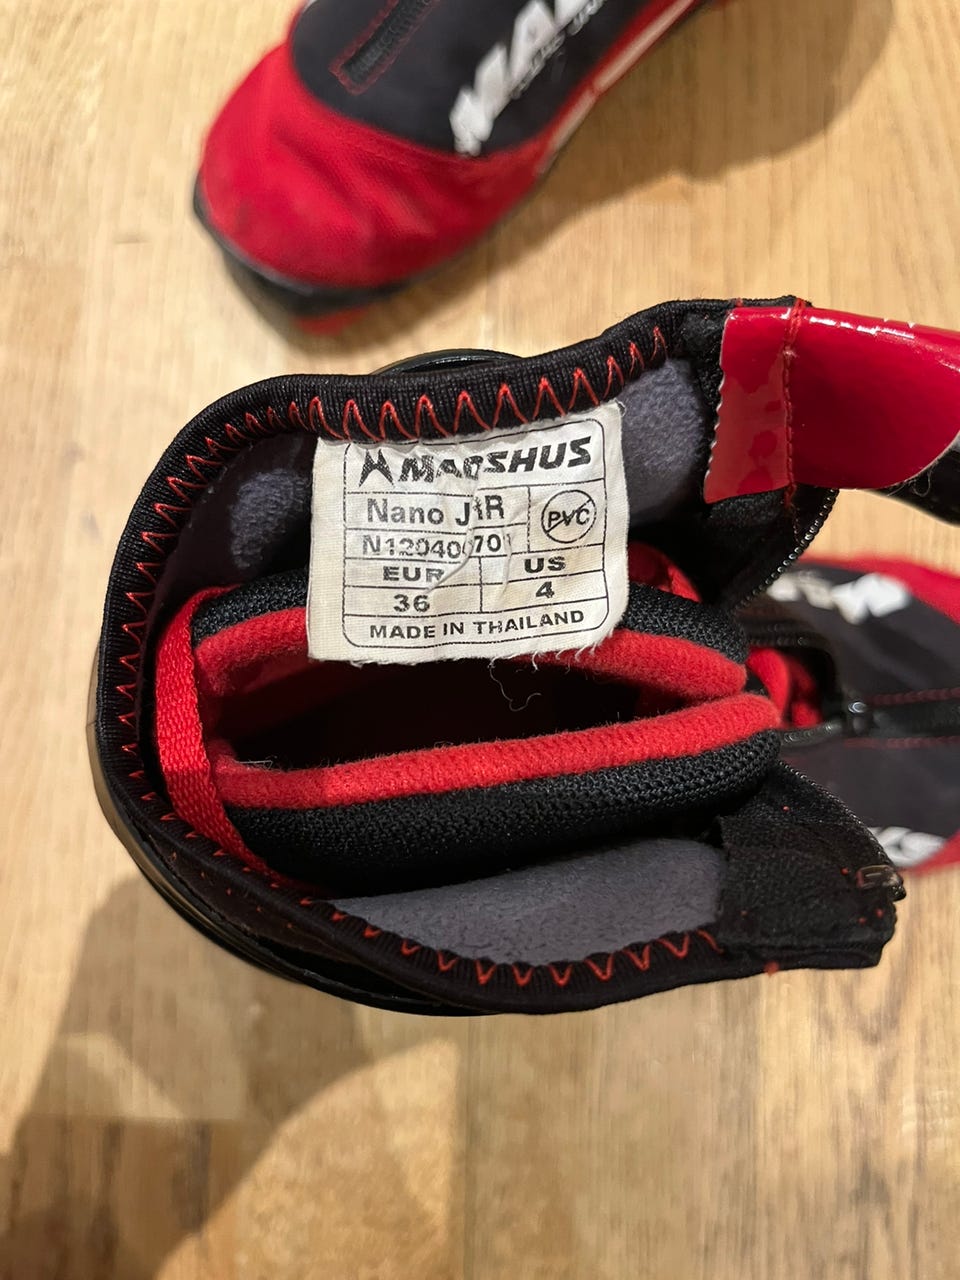 MADSHUS
Nano JR
PVC
EUR
US
36
4
MADE IN THAILAND